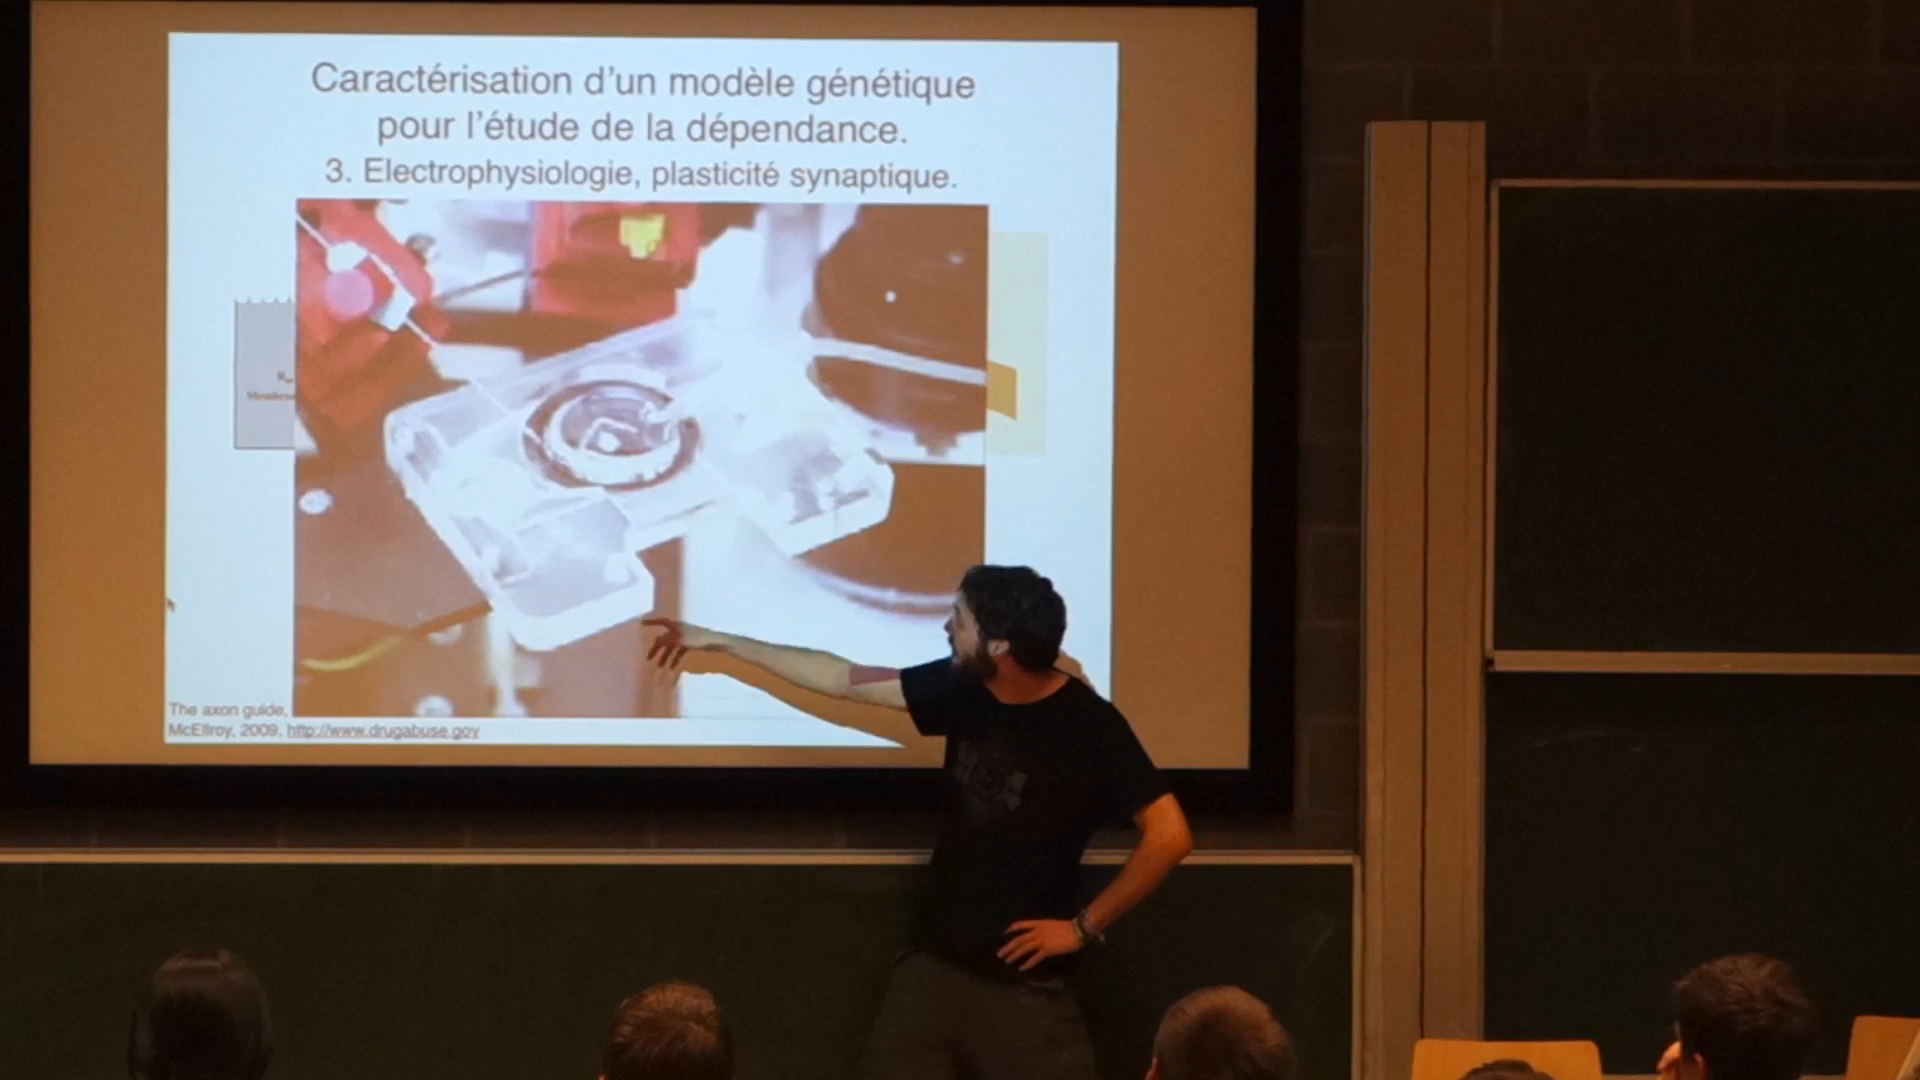 Caractérisation d'un modèle génétique
pour l'étude de la dépendance.
3. Electrophysiologie, plasticité synaptique.
The axon guide,
McEllroy, 2009, http://www.drugabuse.gov